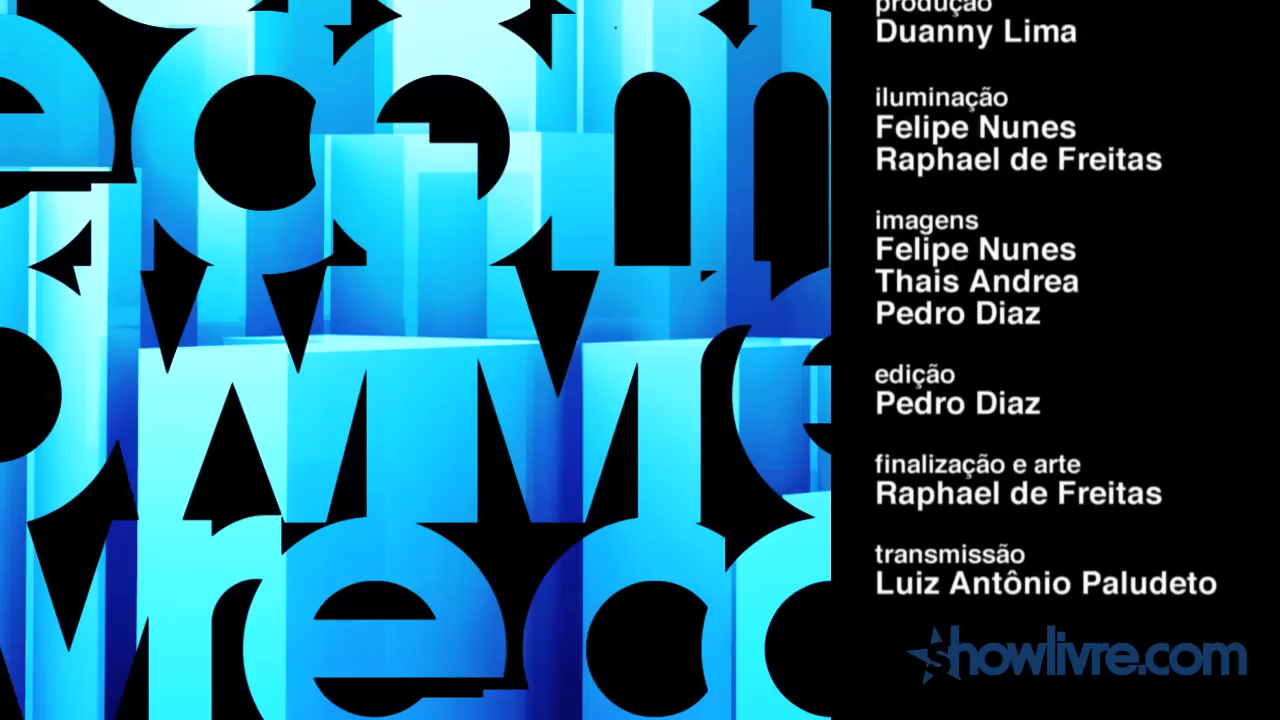 produção
Duanny Lima
iluminação
Felipe Nunes
Raphael de Freitas
imagens
Felipe Nunes
Thais Andrea
Pedro Diaz
edição
Pedro Diaz
finalização e arte
Raphael de Freitas
transmissão
Luiz Antônio Paludeto
showlivre.com